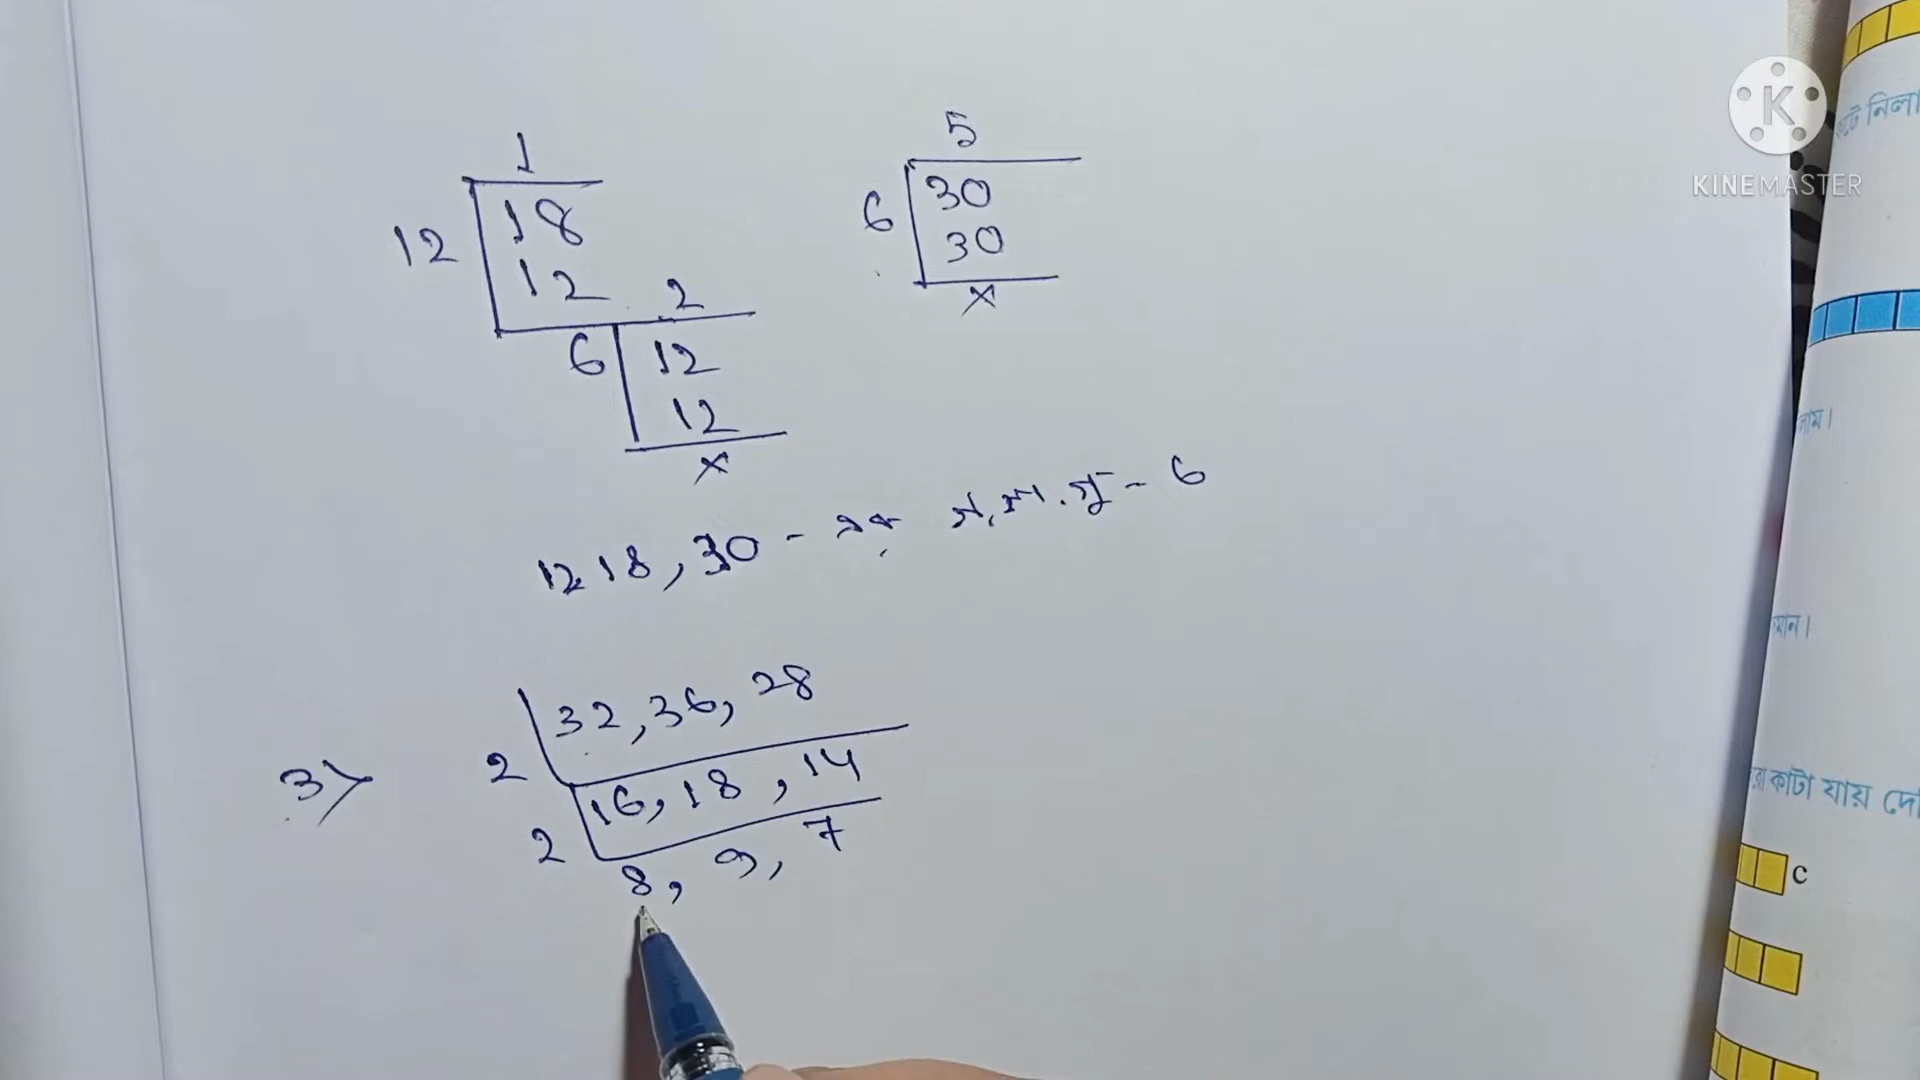 1
12 18
12
2
6 12
12
x
5
6 30
30
x
12 18, 30 - এর গ.সা.গু - 6
3) 2 32, 36, 28
2 16, 18, 14
8, 9, 7
K
KINEMASTER
নিলা
লাম।
মান।
কাটা যায়
c